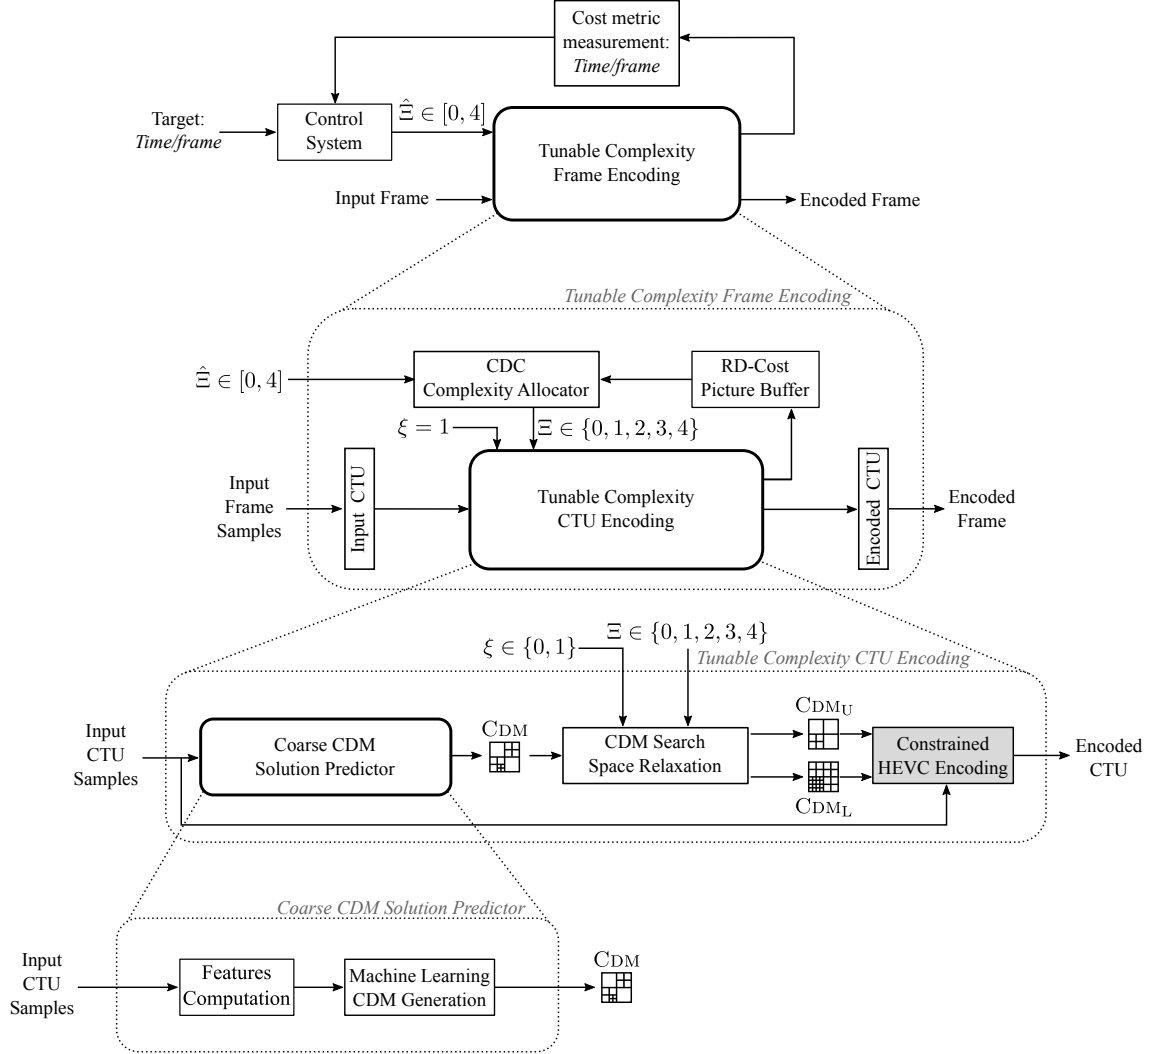 Cost metric
measurement:
Time/frame
Target:
Time/frame
Control
System
Ξ̂ ∈ [0, 4]
Tunable Complexity
Frame Encoding
Input Frame
Encoded Frame
Tunable Complexity Frame Encoding
Ξ̂ ∈ [0, 4]
CDC
Complexity Allocator
RD-Cost
Picture Buffer
ξ = 1
Ξ ∈ {0, 1, 2, 3, 4}
Input
Frame
Samples
Input CTU
Tunable Complexity
CTU Encoding
Encoded CTU
Encoded
Frame
ξ ∈ {0, 1}
Ξ ∈ {0, 1, 2, 3, 4}
Tunable Complexity CTU Encoding
Input
CTU
Samples
Coarse CDM
Solution Predictor
CDM
CDM Search
Space Relaxation
CDM_U
CDM_L
Constrained
HEVC Encoding
Encoded
CTU
Coarse CDM Solution Predictor
Input
CTU
Samples
Features
Computation
Machine Learning
CDM Generation
CDM